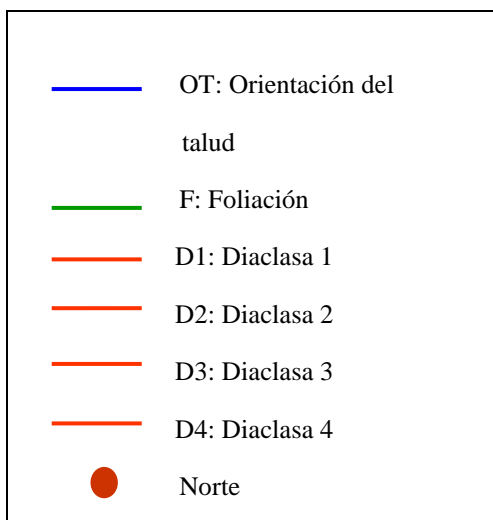 OT: Orientación del
talud
F: Foliación
D1: Diaclasa 1
D2: Diaclasa 2
D3: Diaclasa 3
D4: Diaclasa 4
Norte